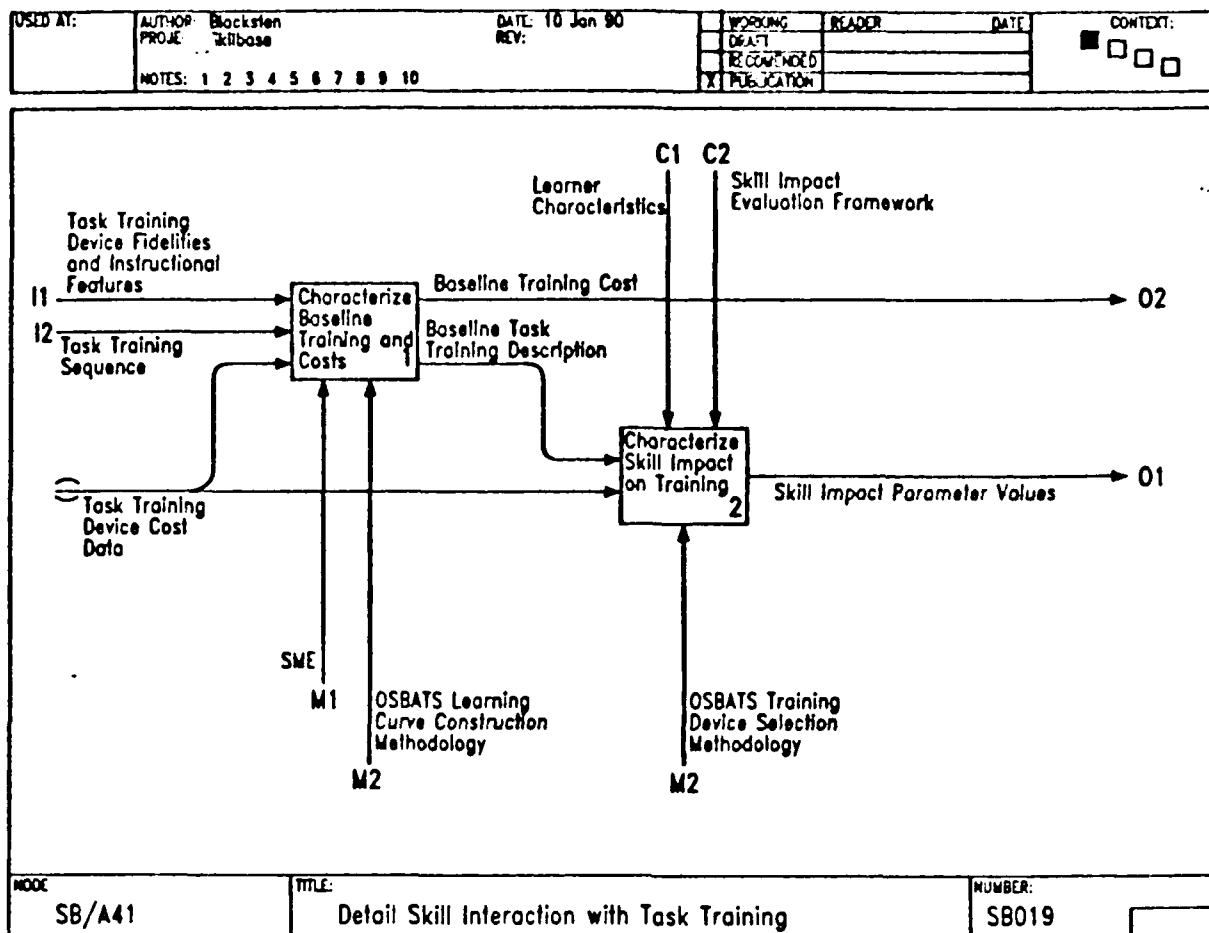 USED AT:
AUTHOR: Blacksten
DATE: 10 Jan 90
PROJE
REV:
NOTES: 1 2 3 4 5 6 7 8 9 10
WORKING
READER
DATE
DRAFT
RECOMENDED
X PUBLICATION
CONTEXT:
C1 C2
Learner
Characteristics
Skill Impact
Evaluation Framework
Task Training
Device Fidelities
and Instructional
Features
I1
I2
Task Training
Sequence
Characterize
Baseline
Training and
Costs 1
Baseline Training Cost
O2
Baseline Task
Training Description
Characterize
Skill Impact
on Training
2
Skill Impact Parameter Values
O1
Task Training
Device Cost
Data
SME
M1
OSBATS Learning
Curve Construction
Methodology
M2
OSBATS Training
Device Selection
Methodology
M2
NODE
SB/A41
TITLE:
Detail Skill Interaction with Task Training
NUMBER:
SB019